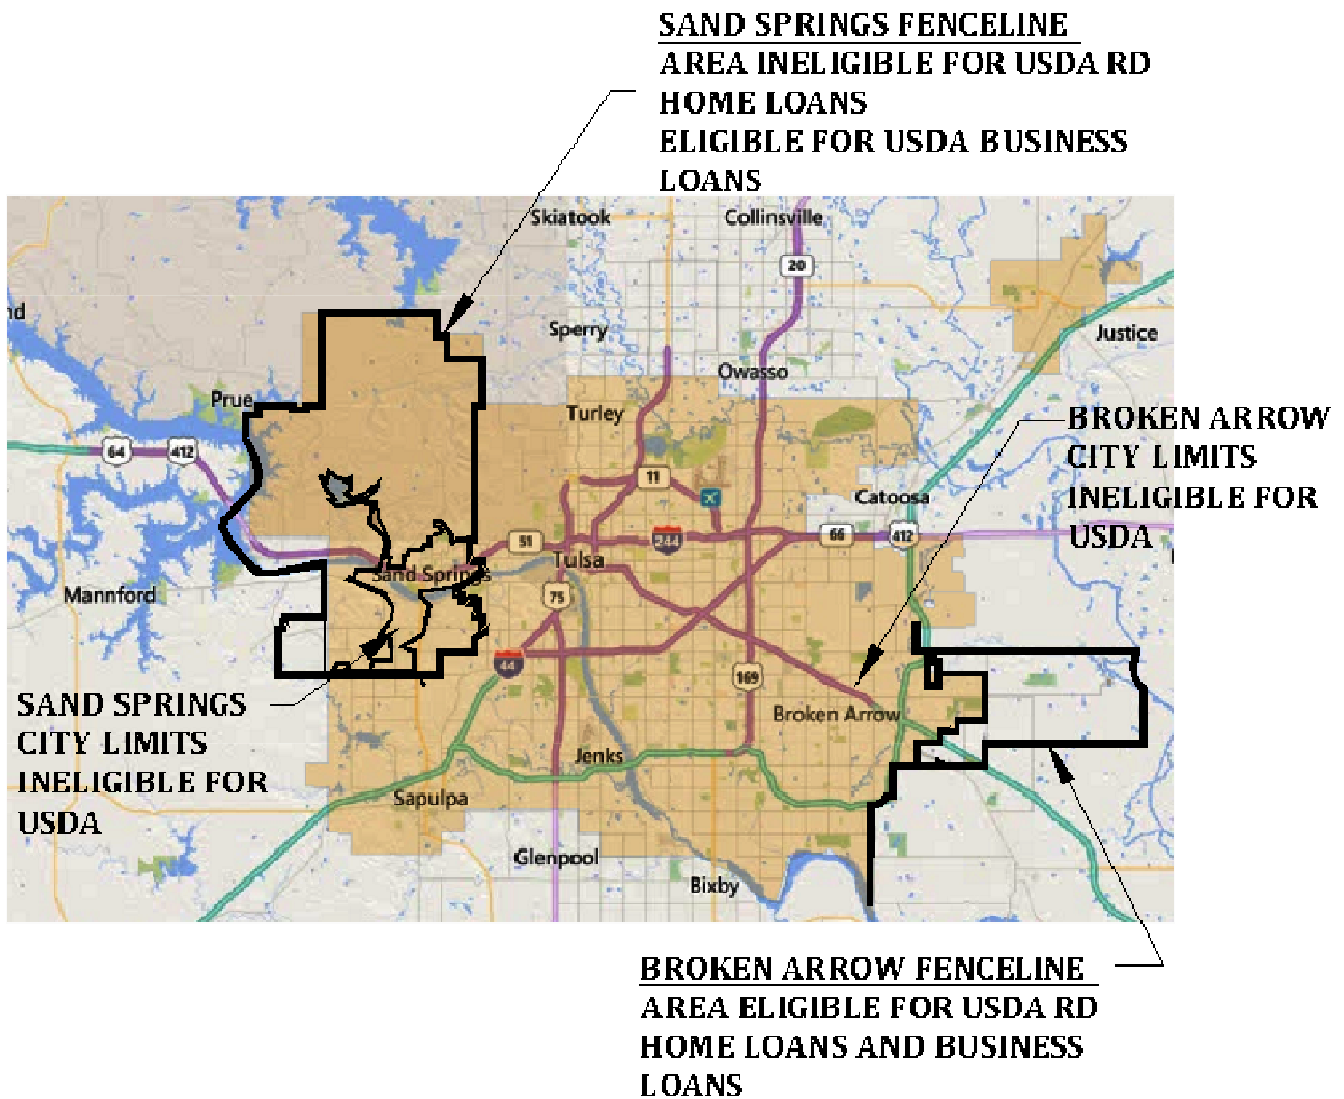 SAND SPRINGS FENCELINE
AREA INELIGIBLE FOR USDA RD
HOME LOANS
ELIGIBLE FOR USDA BUSINESS
LOANS
Skiatook
Collinsville
20
Sperry
Justice
Owasso
Prue
Turley
BROKEN ARROW
CITY LIMITS
INELIGIBLE FOR
USDA
64
412
11
Catoosa
51
244
66
412
Tulsa
Sand Springs
Mannford
75
44
169
SAND SPRINGS
CITY LIMITS
INELIGIBLE FOR
USDA
Broken Arrow
Jenks
Sapulpa
Glenpool
Bixby
BROKEN ARROW FENCELINE
AREA ELIGIBLE FOR USDA RD
HOME LOANS AND BUSINESS
LOANS